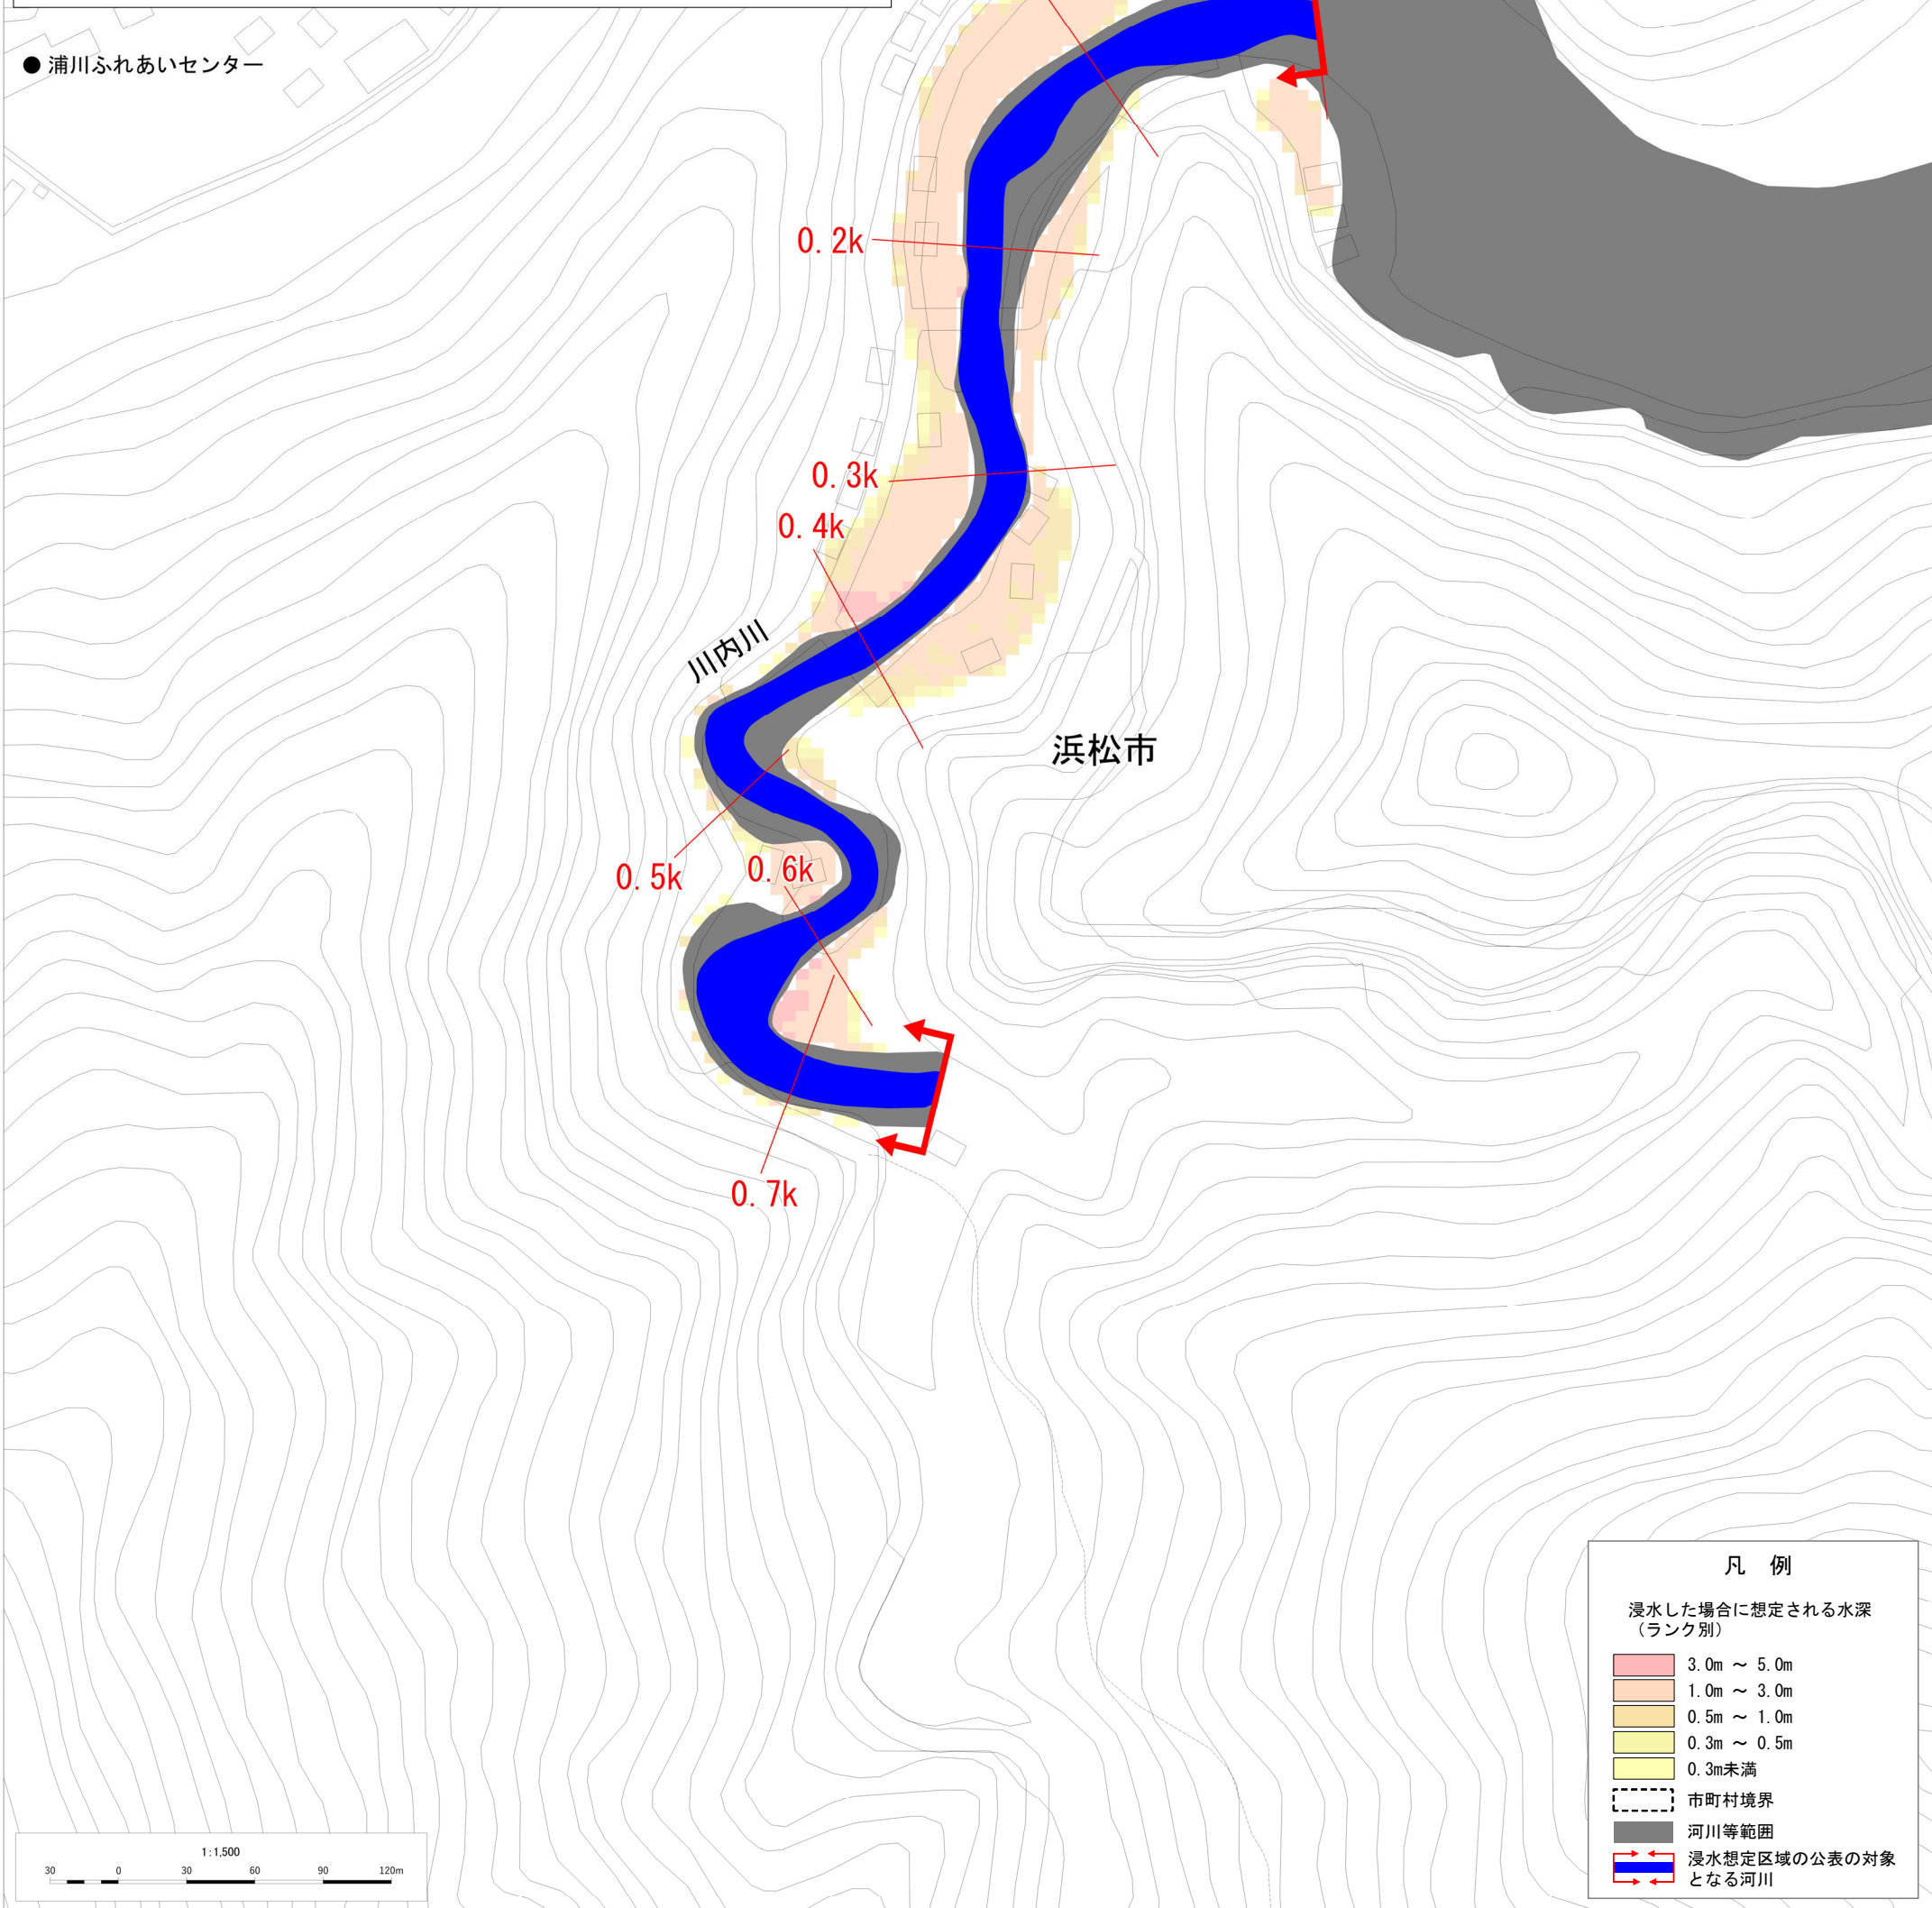 ● 浦川ふれあいセンター
0.2k
0.3k
0.4k
川内川
浜松市
0.5k
0.6k
0.7k
凡 例
浸水した場合に想定される水深
（ランク別）
3.0m ～ 5.0m
1.0m ～ 3.0m
0.5m ～ 1.0m
0.3m ～ 0.5m
0.3m未満
市町村境界
河川等範囲
浸水想定区域の公表の対象
となる河川
1:1,500
30 0 30 60 90 120m